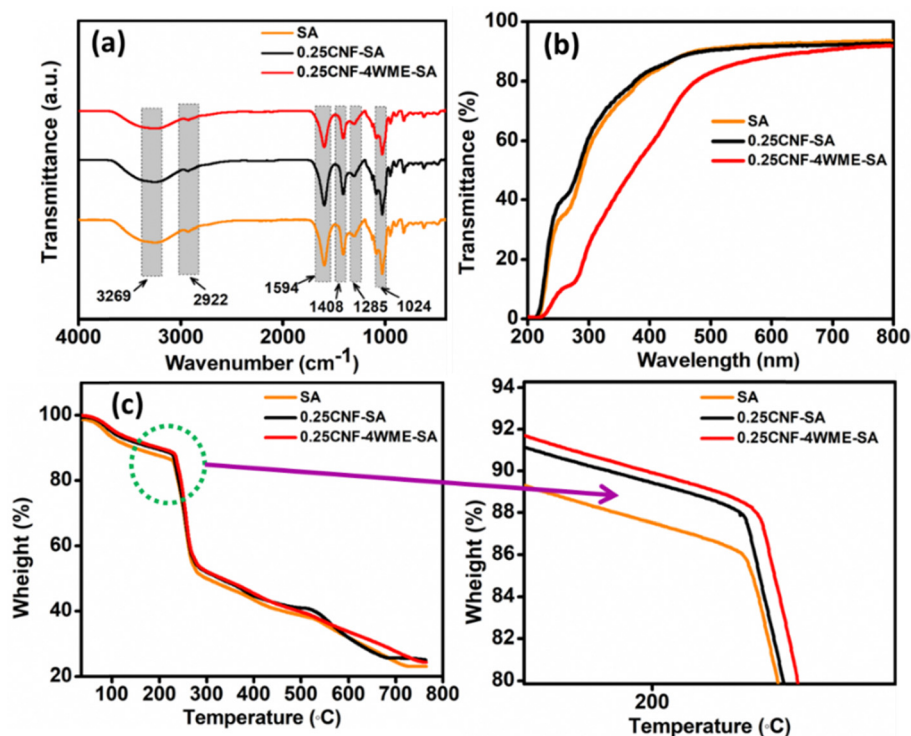 (a)
SA
0.25CNF-SA
0.25CNF-4WME-SA
Transmittance (a.u.)
3269
2922
1594
1408
1285
1024
4000
3000
2000
1000
Wavenumber (cm-1)
(b)
100
80
60
40
20
0
Transmittance (%)
SA
0.25CNF-SA
0.25CNF-4WME-SA
200
300
400
500
600
700
800
Wavelength (nm)
(c)
SA
0.25CNF-SA
0.25CNF-4WME-SA
100
80
60
40
20
Wheight (%)
100
200
300
400
500
600
700
800
Temperature (◦C)
SA
0.25CNF-SA
0.25CNF-4WME-SA
94
92
90
88
86
84
82
80
Wheight (%)
200
Temperature (◦C)